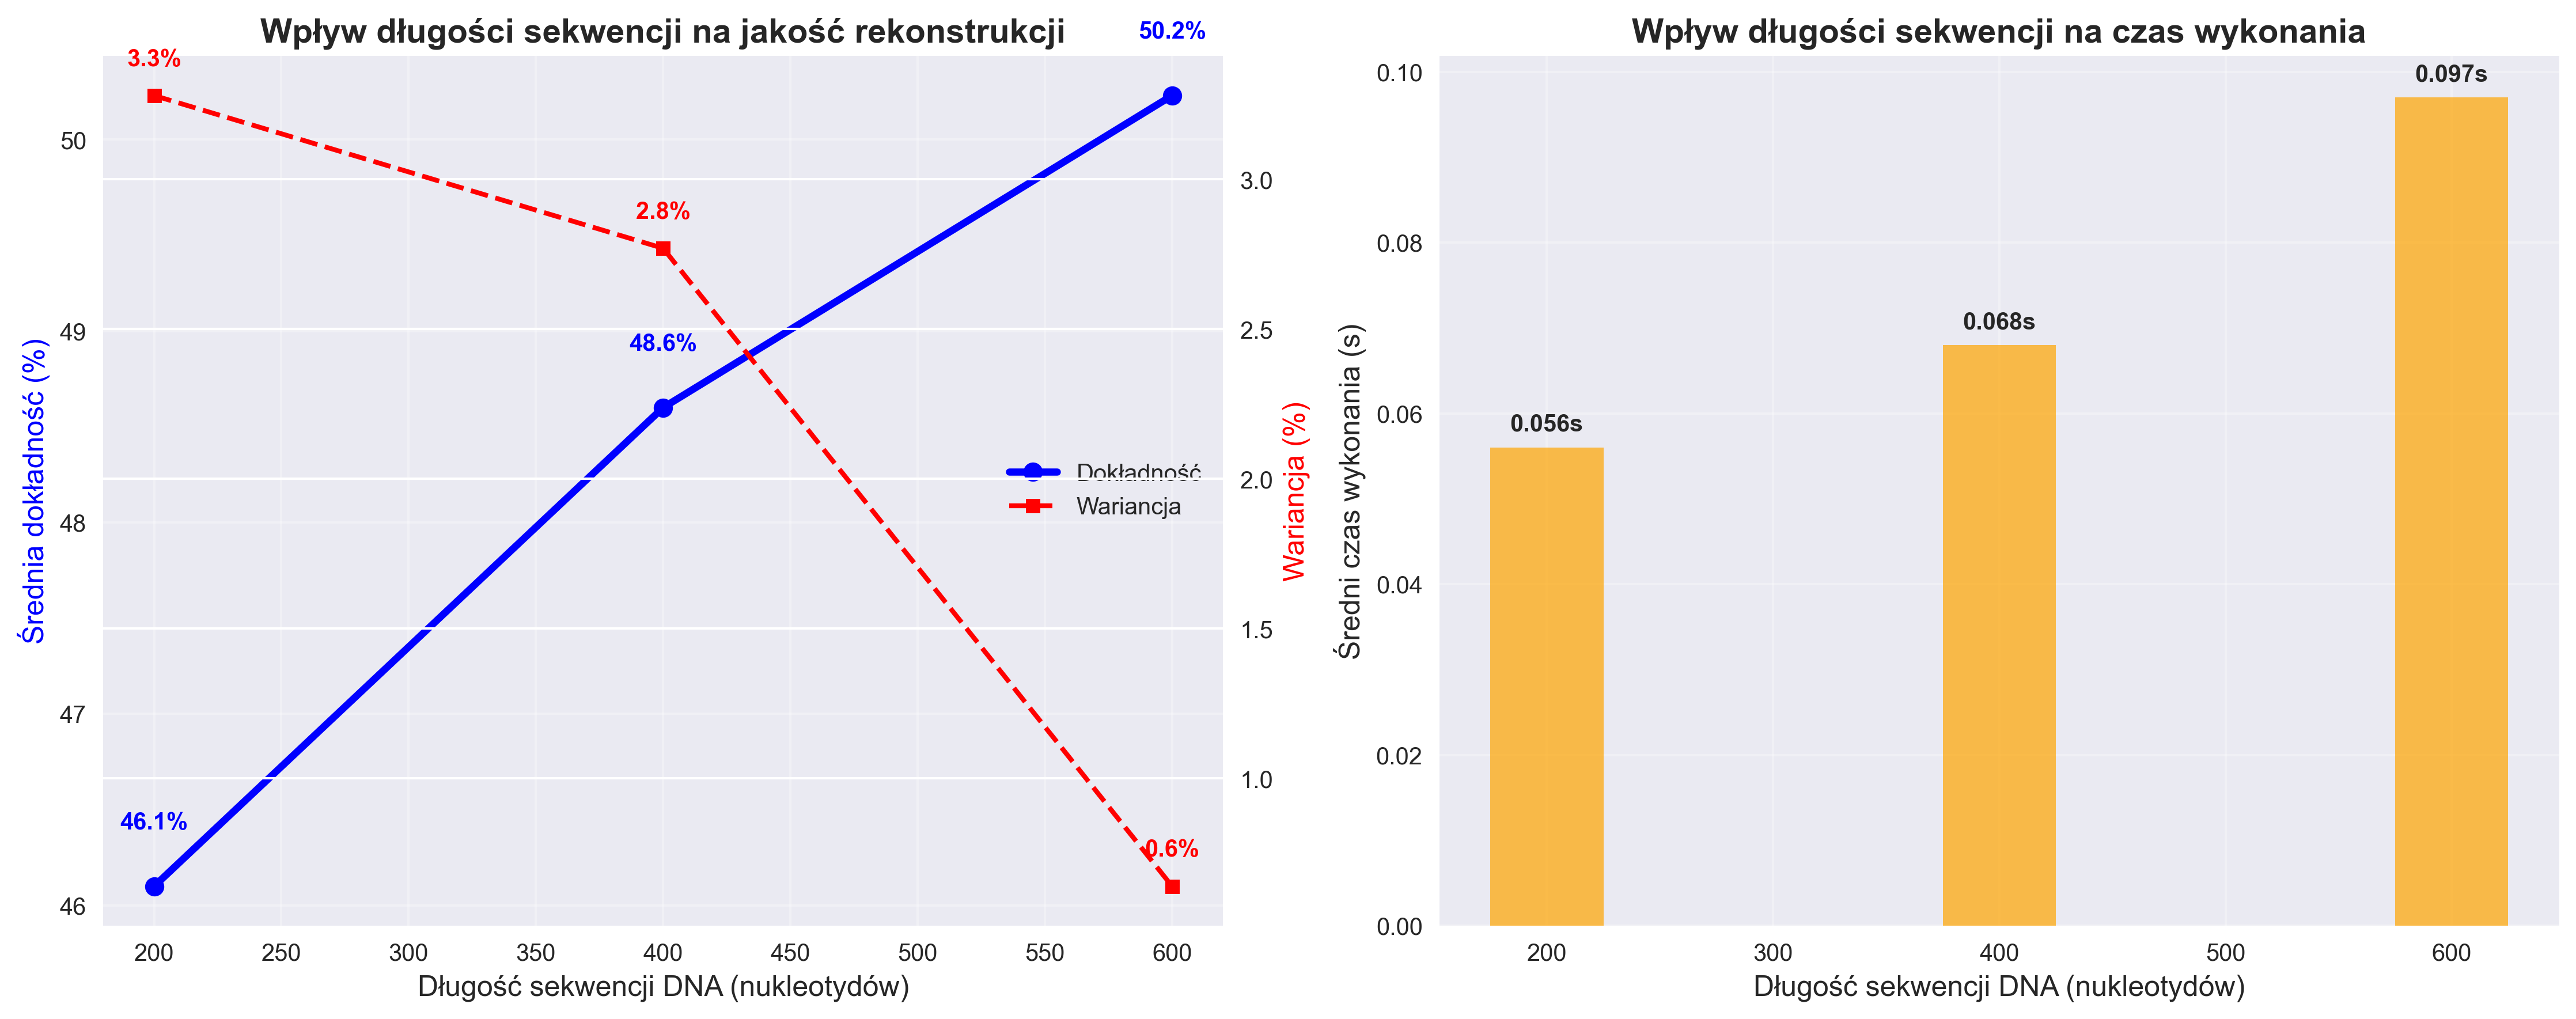 Wpływ długości sekwencji na jakość rekonstrukcji
50.2%
3.3%
50
3.0
2.8%
49
48.6%
2.5
Dokładność
2.0
Wariancja
48
1.5
47
1.0
46.1%
0.6%
46
Średnia dokładność (%)
Wariancja (%)
200 250 300 350 400 450 500 550 600
Długość sekwencji DNA (nukleotydów)
Wpływ długości sekwencji na czas wykonania
0.10
0.097s
0.08
0.068s
0.06
0.056s
0.04
0.02
0.00
Średni czas wykonania (s)
200 300 400 500 600
Długość sekwencji DNA (nukleotydów)